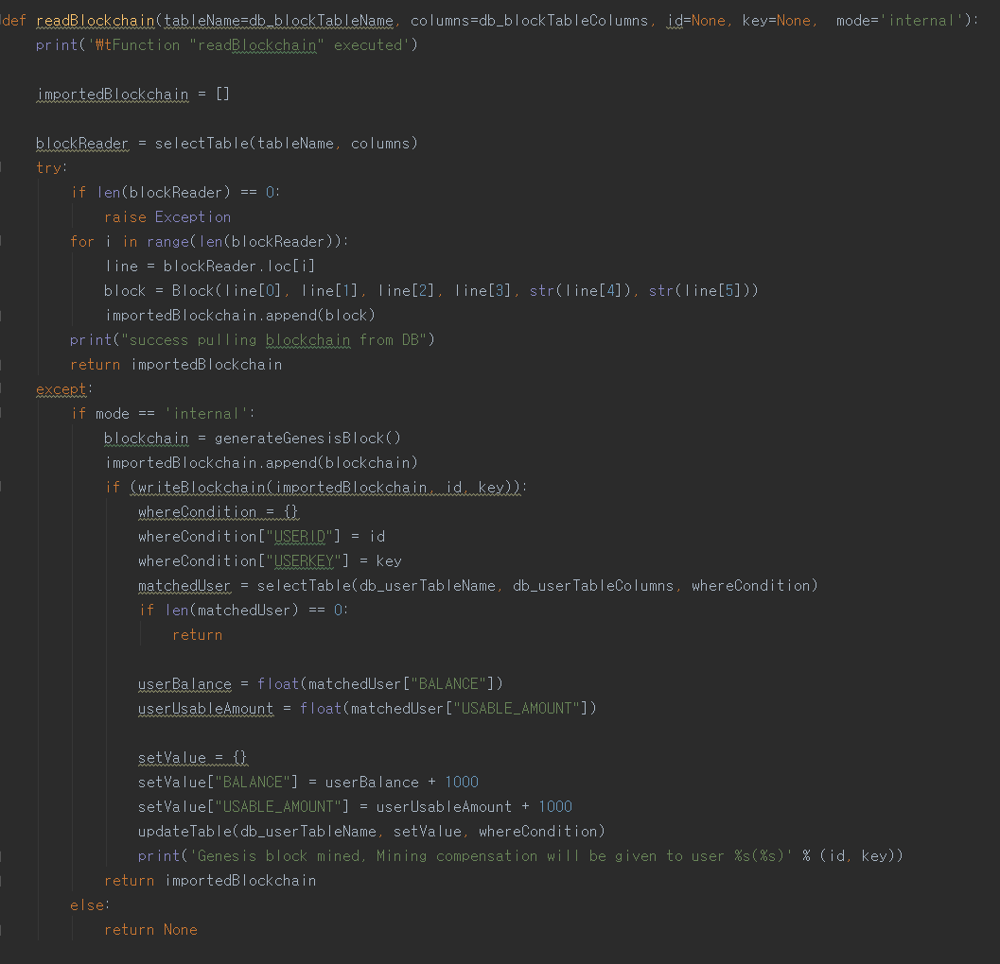 def readBlockchain(tableName=db_blockTableName, columns=db_blockTableColumns, id=None, key=None,  mode='internal'):
    print('₩tFunction "readBlockchain" executed')

    importedBlockchain = []

    blockReader = selectTable(tableName, columns)
    try:
        if len(blockReader) == 0:
            raise Exception
        for i in range(len(blockReader)):
            line = blockReader.loc[i]
            block = Block(line[0], line[1], line[2], line[3], str(line[4]), str(line[5]))
            importedBlockchain.append(block)
        print("success pulling blockchain from DB")
        return importedBlockchain
    except:
        if mode == 'internal':
            blockchain = generateGenesisBlock()
            importedBlockchain.append(blockchain)
            if (writeBlockchain(importedBlockchain, id, key)):
                whereCondition = {}
                whereCondition["USERID"] = id
                whereCondition["USERKEY"] = key
                matchedUser = selectTable(db_userTableName, db_userTableColumns, whereCondition)
                if len(matchedUser) == 0:
                    return

                userBalance = float(matchedUser["BALANCE"])
                userUsableAmount = float(matchedUser["USABLE_AMOUNT"])

                setValue = {}
                setValue["BALANCE"] = userBalance + 1000
                setValue["USABLE_AMOUNT"] = userUsableAmount + 1000
                updateTable(db_userTableName, setValue, whereCondition)
                print('Genesis block mined, Mining compensation will be given to user %s(%s)' % (id, key))
            return importedBlockchain
        else:
            return None